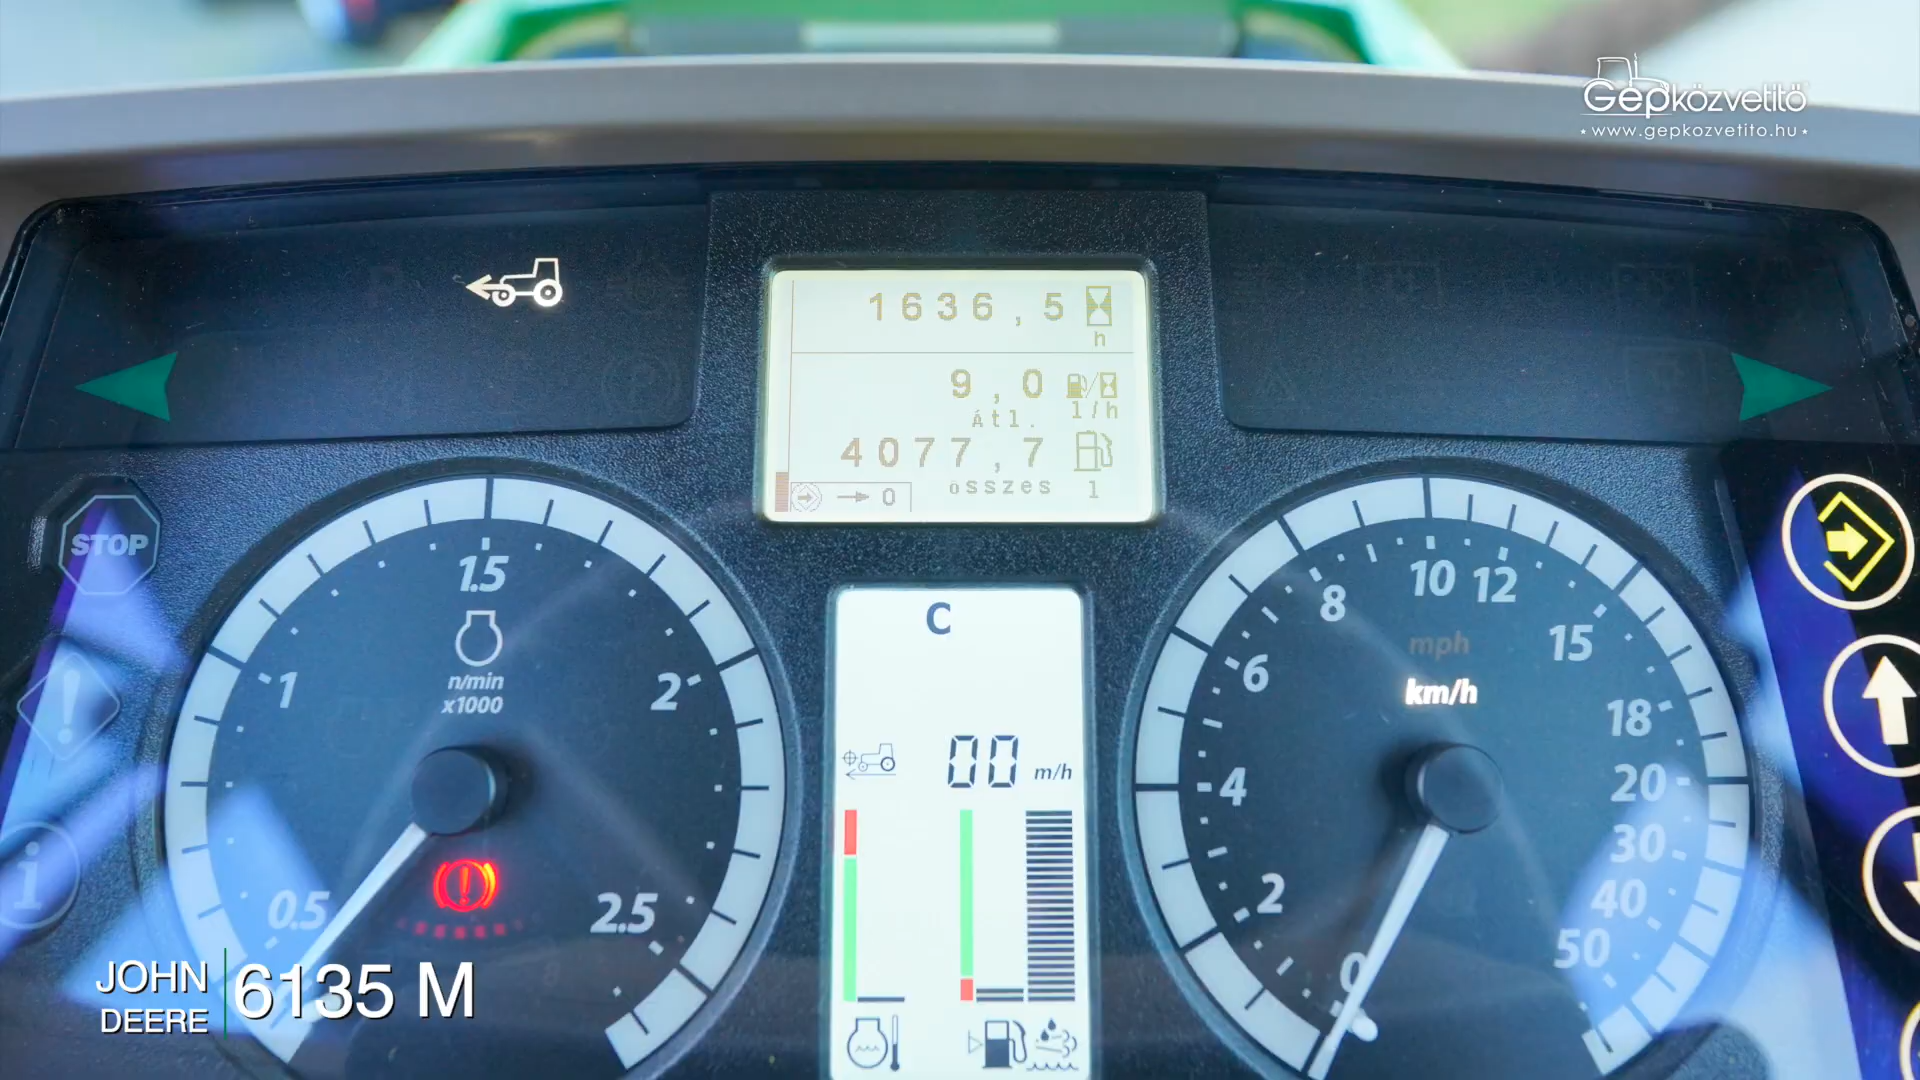 Gépközvetítő
• www.gepkozvetito.hu •
1636,5
h
9,0
l/h
Átl.
4077,7
összes
l
0
STOP
1.5
1
2
n/min
x1000
0.5
2.5
C
00 m/h
10
12
8
15
mph
6
km/h
18
4
20
30
2
40
50
0
JOHN
DEERE
6135 M